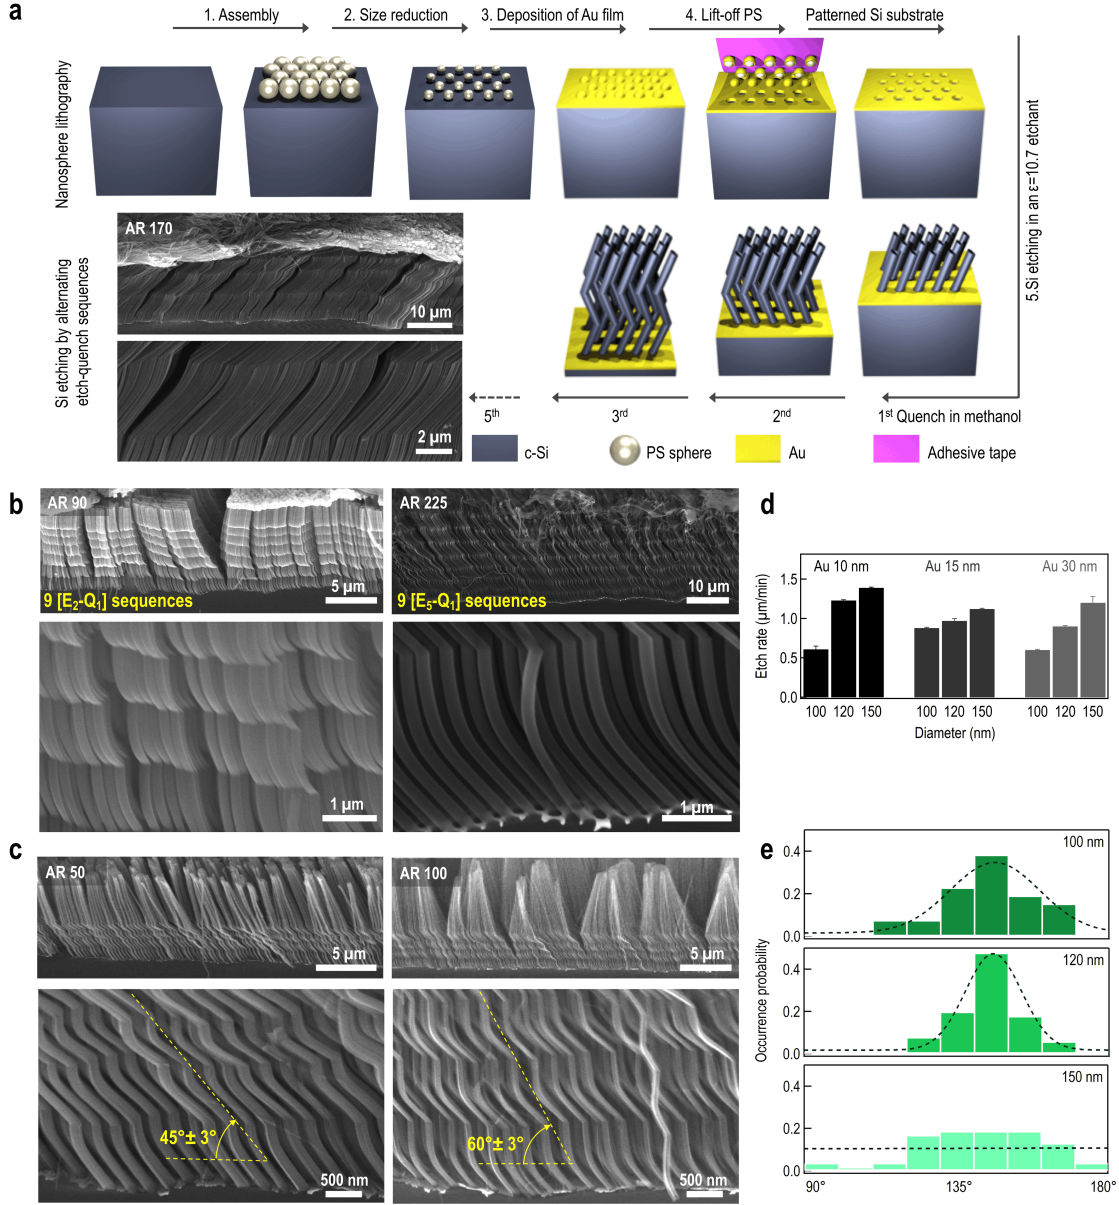 a
1. Assembly
2. Size reduction
3. Deposition of Au film
4. Lift-off PS
Patterned Si substrate
Nanosphere lithography
5.Si etching in an ε=10.7 etchant
Si etching by alternating
etch-quench sequences
AR 170
10 µm
2 µm
5th
3rd
2nd
1st Quench in methanol
c-Si
PS sphere
Au
Adhesive tape
b
AR 90
5 µm
9 [E2-Q1] sequences
AR 225
10 µm
9 [E5-Q1] sequences
1 µm
1 µm
d
Au 10 nm
Au 15 nm
Au 30 nm
Etch rate (µm/min)
1.5
1.0
0.5
0.0
100 120 150
100 120 150
100 120 150
Diameter (nm)
c
AR 50
5 µm
AR 100
5 µm
45°± 3°
500 nm
60°± 3°
500 nm
e
Occurrence probability
100 nm
0.4
0.2
0.0
120 nm
0.4
0.2
0.0
150 nm
0.4
0.2
0.0
90°
135°
180°